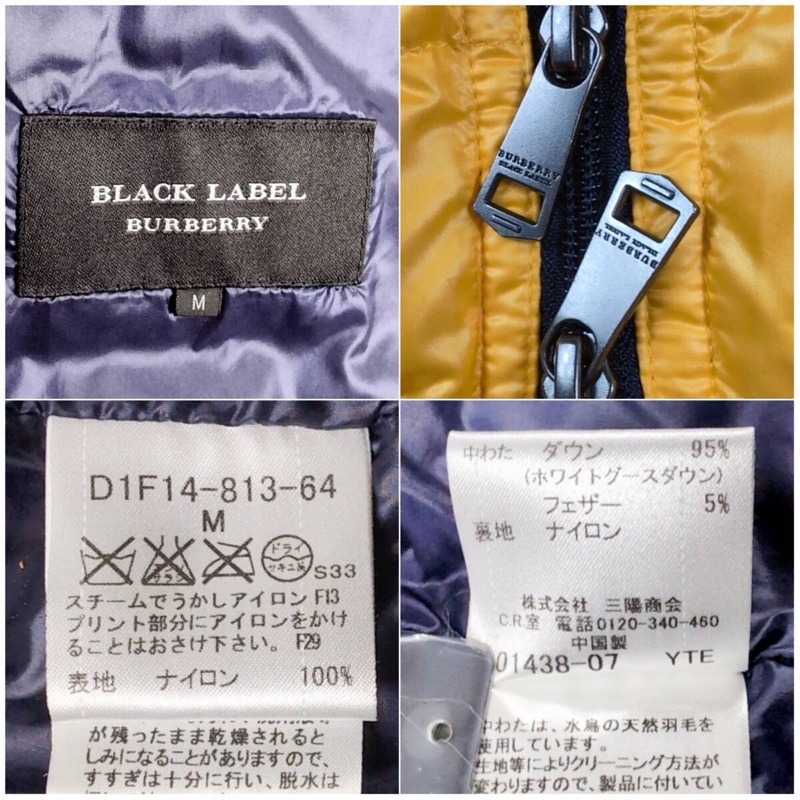 BLACK LABEL
BURBERRY
M
BURBERRY
BLACK LABEL
BURBERRY
BLACK LABEL
D1F14-813-64
M
サラシ
ドライ
セキユ系
S33
スチームでうかしアイロン F13
プリント部分にアイロンをかけ
ることはおさけ下さい。 F29
表地 ナイロン 100%
が残ったまま乾燥されると
しみになることがありますので、
すすぎは十分に行い、脱水は
中わた ダウン 95%
(ホワイトグースダウン)
フェザー 5%
裏地 ナイロン
株式会社 三陽商会
CR室 電話0120-340-460
中国製
01438-07 YTE
中わたは、水鳥の天然羽毛を
使用しています。
生地等によりクリーニング方法が
変わりますので、製品に付いてい